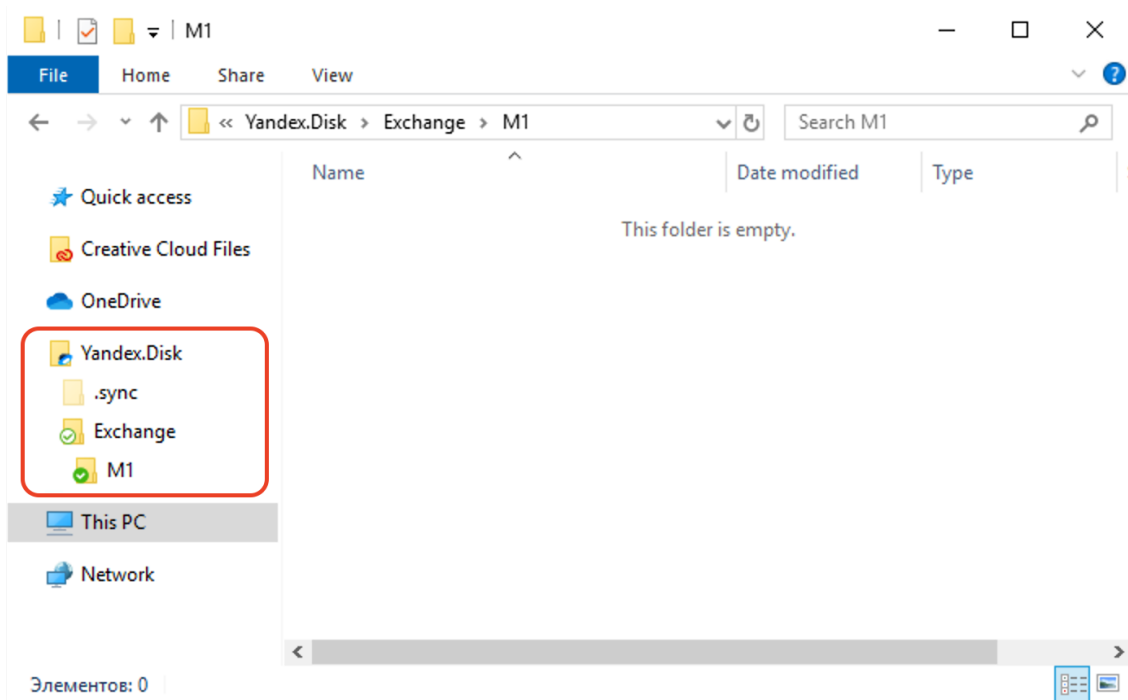 M1
File Home Share View
« Yandex.Disk › Exchange › M1 Search M1
Name Date modified Type
This folder is empty.
Quick access
Creative Cloud Files
OneDrive
Yandex.Disk
.sync
Exchange
M1
This PC
Network
Элементов: 0